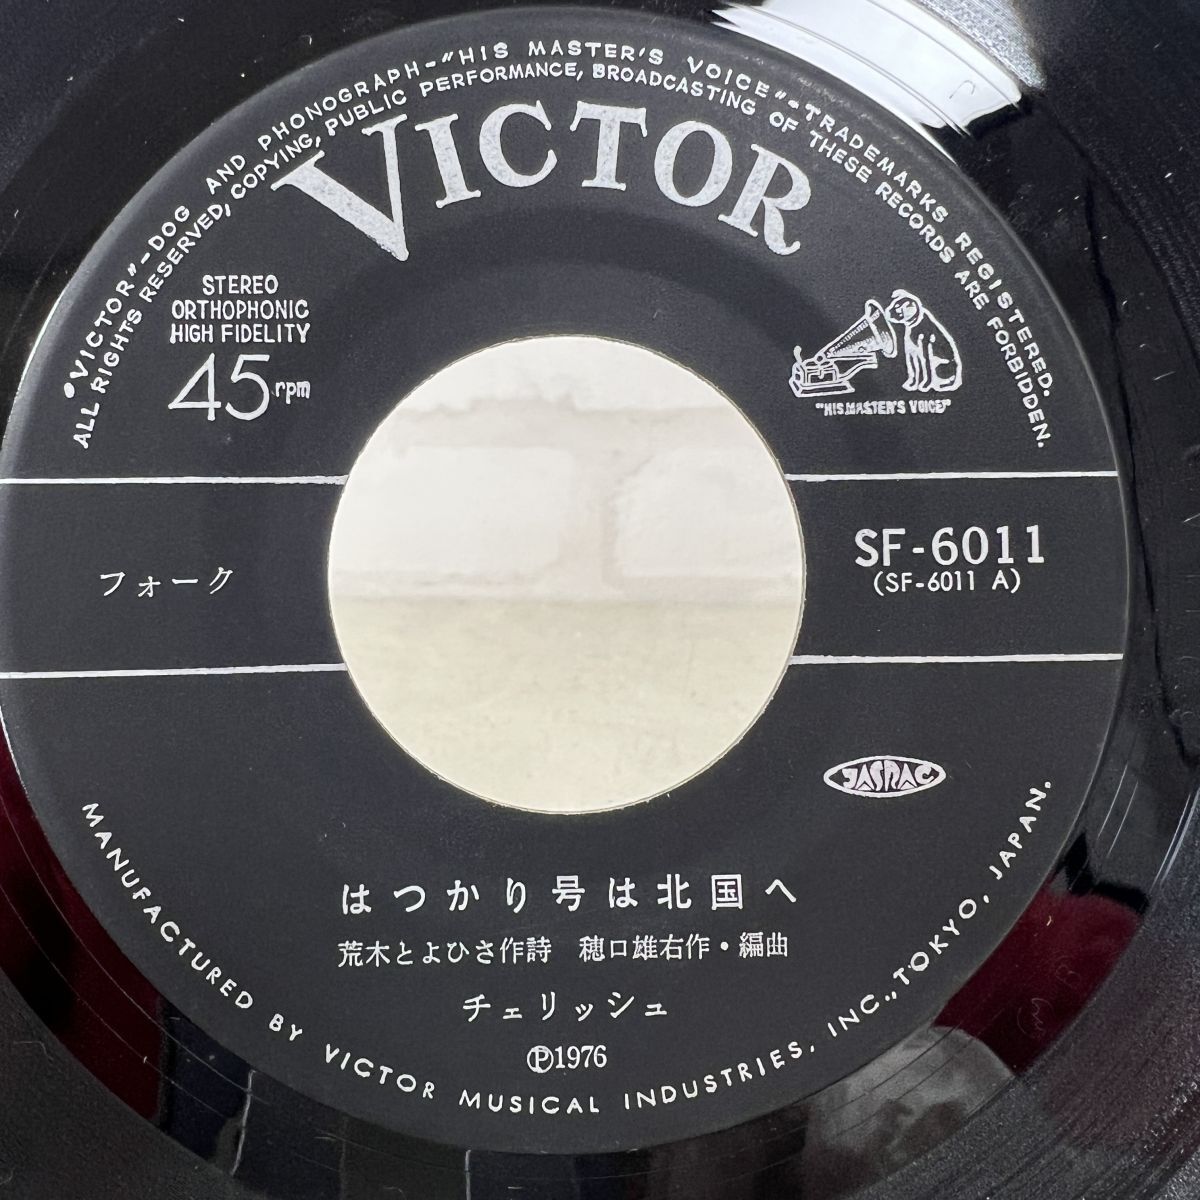 "VICTOR"-DOG AND PHONOGRAPH-"HIS MASTER'S VOICE"-TRADEMARKS REGISTERED.
ALL RIGHTS RESERVED, COPYING, PUBLIC PERFORMANCE, BROADCASTING OF THESE RECORDS ARE FORBIDDEN.
VICTOR
STEREO
ORTHOPHONIC
HIGH FIDELITY
45 rpm
"HIS MASTER'S VOICE"
フォーク
SF-6011
(SF-6011 A)
JASRAC
はつかり号は北国へ
荒木とよひさ作詩 穂口雄右作・編曲
チェリッシュ
Ⓟ1976
MANUFACTURED BY VICTOR MUSICAL INDUSTRIES, INC., TOKYO, JAPAN.